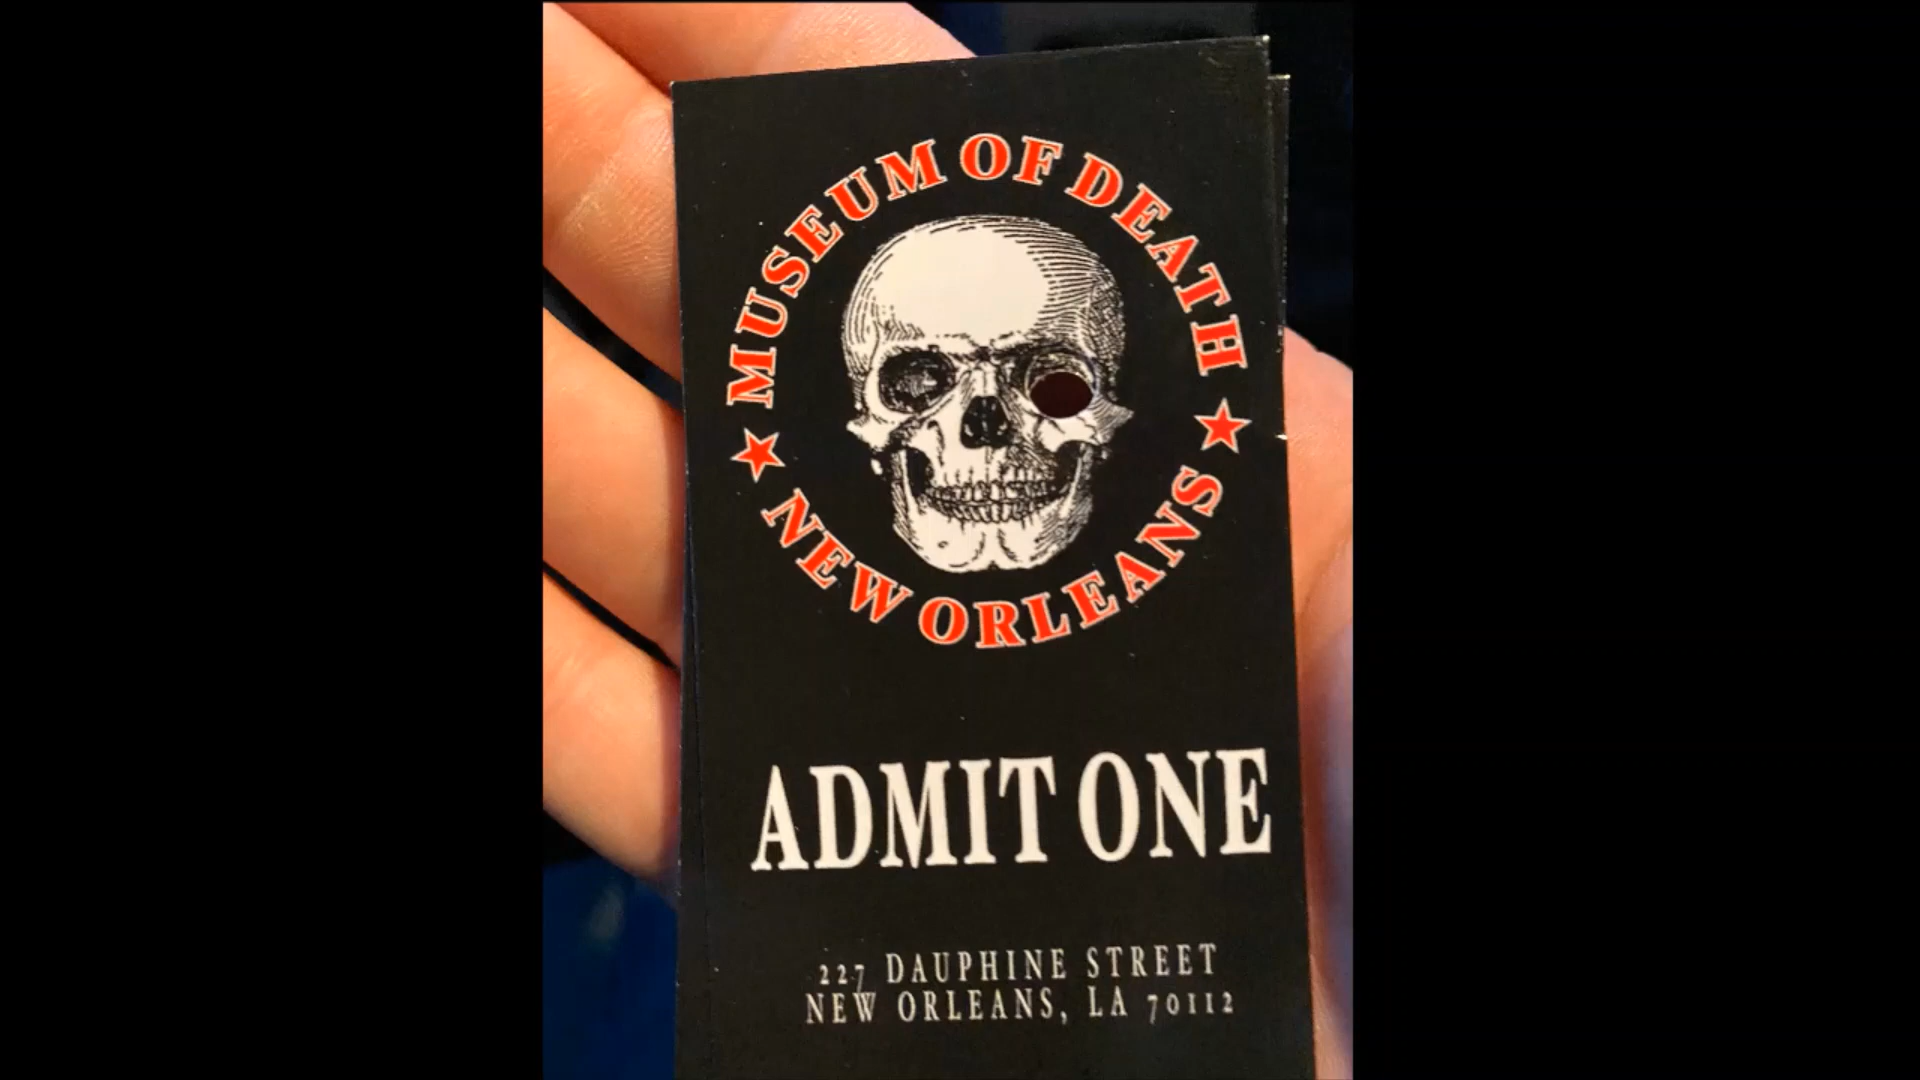 MUSEUM OF DEATH
NEW ORLEANS
ADMIT ONE
227 DAUPHINE STREET
NEW ORLEANS, LA 70112